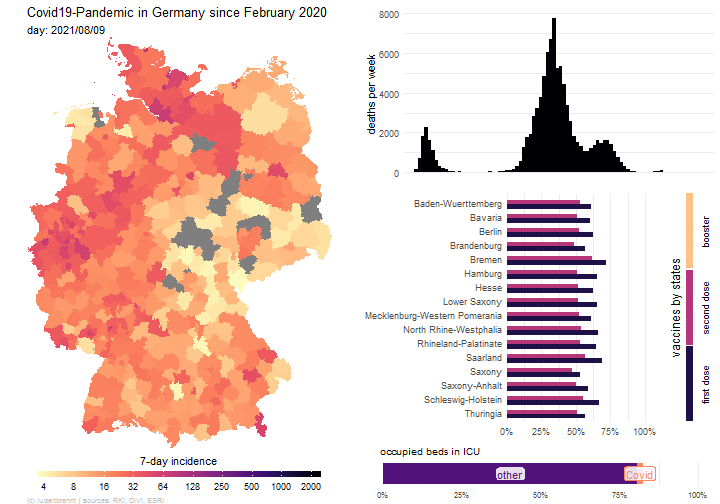 Covid19-Pandemic in Germany since February 2020
day: 2021/08/09
7-day incidence
4 8 16 32 64 125 250 500 1000 2000
(c) /u/zeitbremt | sources: RKI, DIVI, ESRI
deaths per week
8000
6000
4000
2000
0
Baden-Wuerttemberg
Bavaria
Berlin
Brandenburg
Bremen
Hamburg
Hesse
Lower Saxony
Mecklenburg-Western Pomerania
North Rhine-Westphalia
Rhineland-Palatinate
Saarland
Saxony
Saxony-Anhalt
Schleswig-Holstein
Thuringia
0% 25% 50% 75% 100%
vaccines by states
booster
second dose
first dose
occupied beds in ICU
other Covid
0% 25% 50% 75% 100%